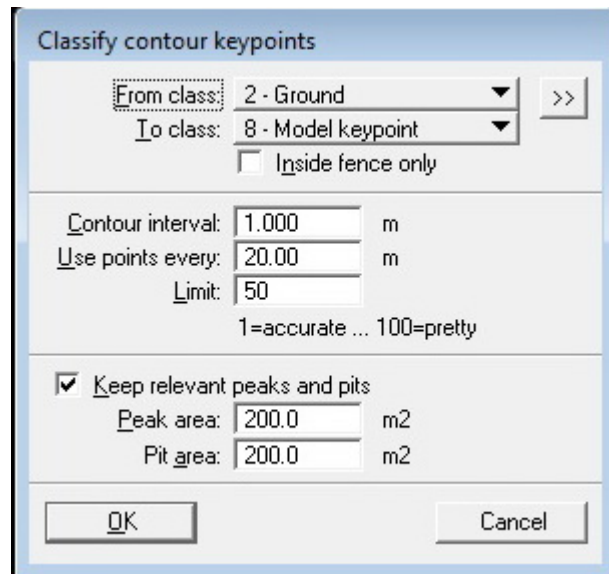 Classify contour keypoints
From class: 2 - Ground >>
To class: 8 - Model keypoint
Inside fence only
Contour interval: 1.000 m
Use points every: 20.00 m
Limit: 50
1=accurate ... 100=pretty
Keep relevant peaks and pits
Peak area: 200.0 m2
Pit area: 200.0 m2
OK Cancel